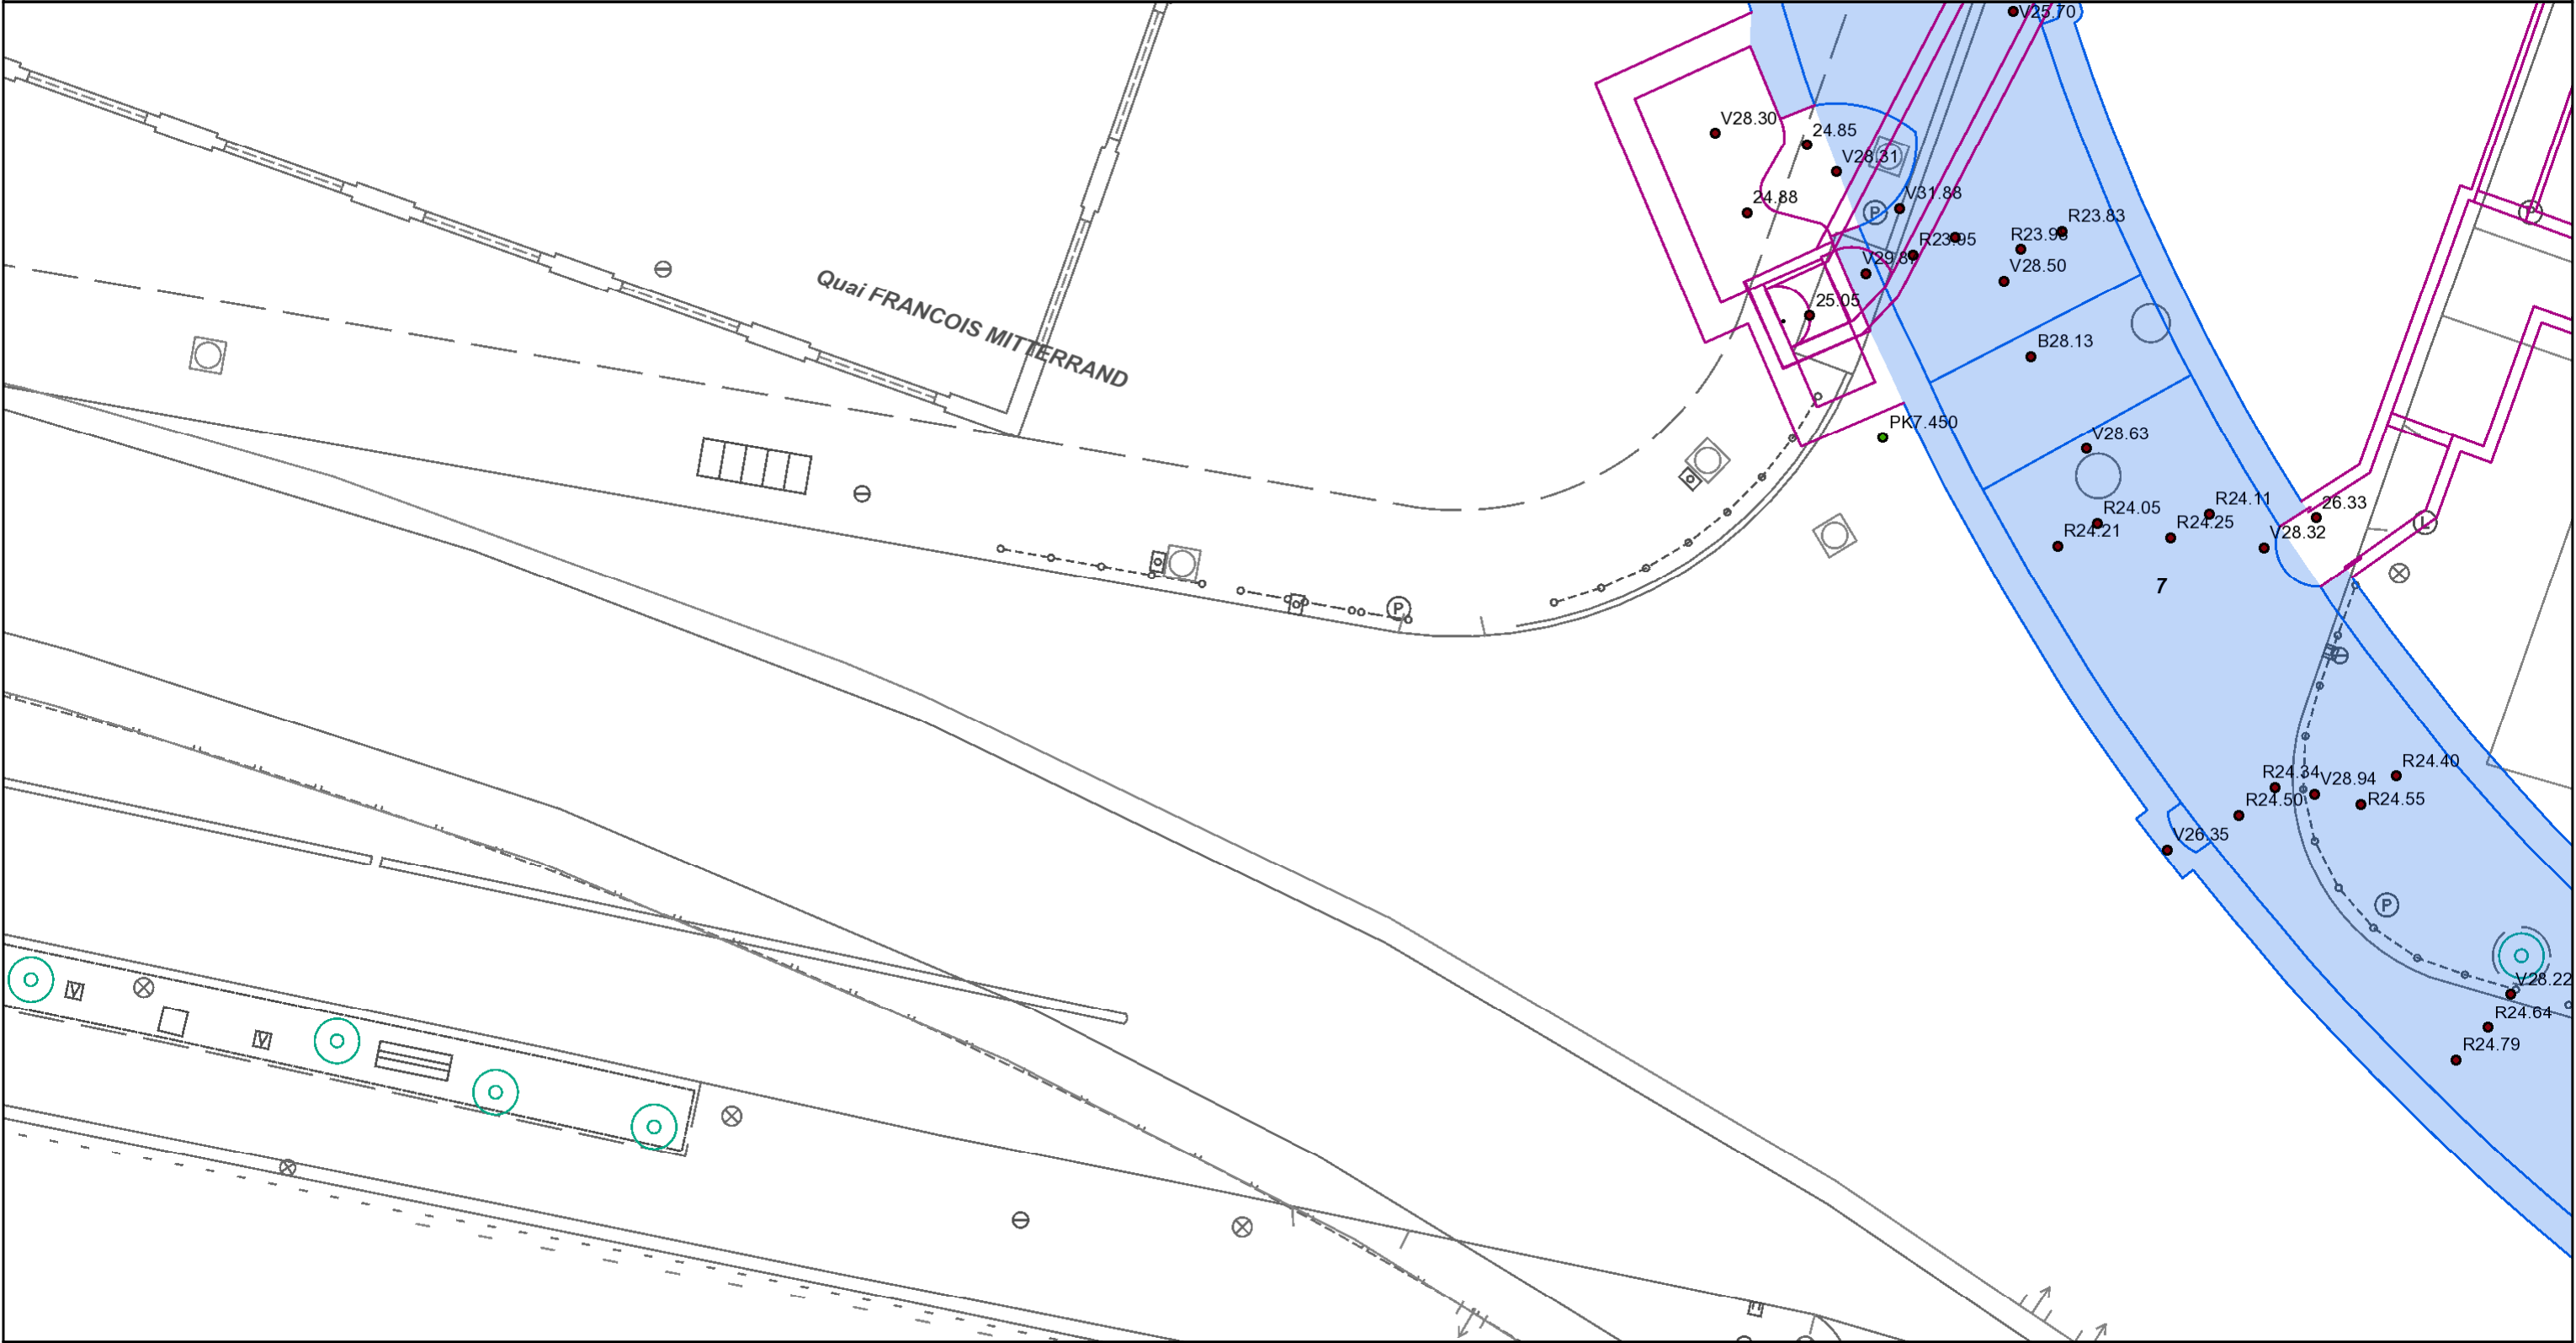 V25.70
V28.30
24.85
V28.31
24.88
V31.88
P
R23.95
R23.83
R23.93
V28.50
V29.87
25.05
Quai FRANCOIS MITTERRAND
B28.13
PK7.450
V28.63
R24.05
R24.11
R24.21
R24.25
26.33
V28.32
L
7
P
R24.34
V28.94
R24.40
R24.50
R24.55
V26.35
P
V28.22
R24.64
R24.79
V
V